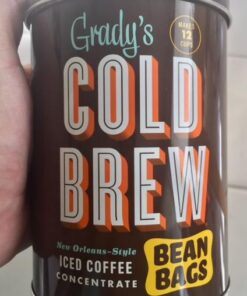 Grady's
MAKES
12
CUPS
COLD
BREW
New Orleans-Style
ICED COFFEE
CONCENTRATE
BEAN
BAGS